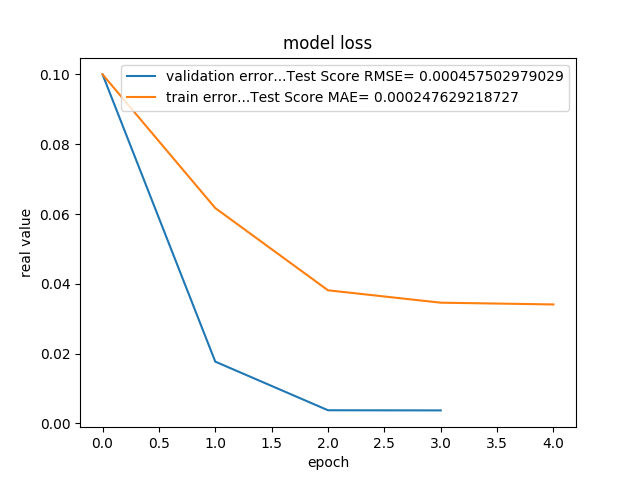 model loss
validation error...Test Score RMSE= 0.000457502979029
train error...Test Score MAE= 0.000247629218727
0.10
0.08
0.06
0.04
0.02
0.00
real value
0.0 0.5 1.0 1.5 2.0 2.5 3.0 3.5 4.0
epoch